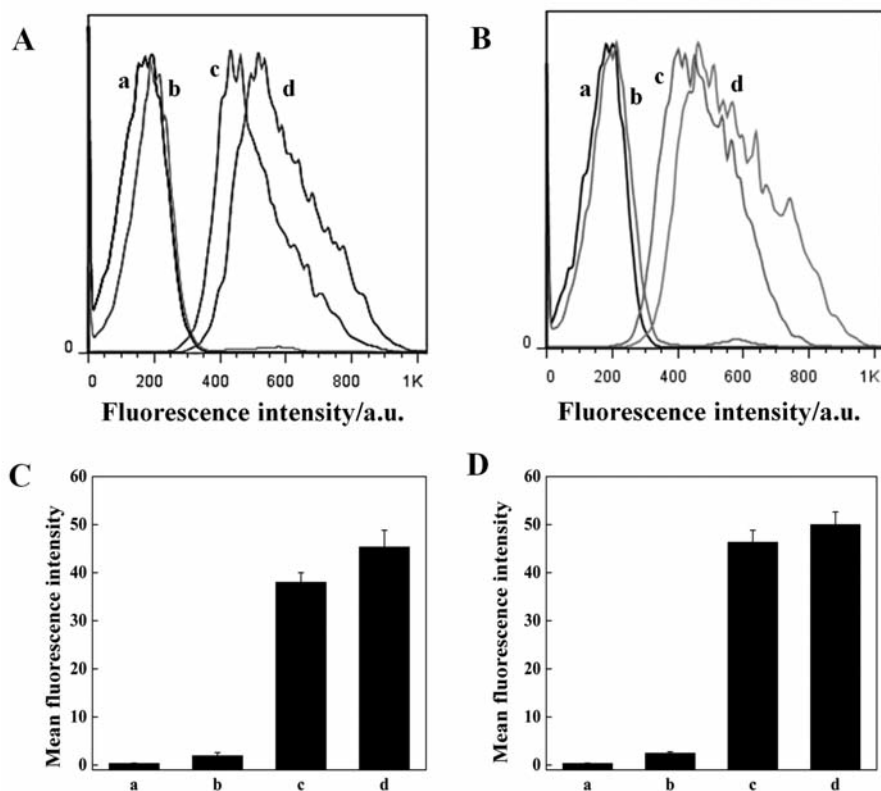 A
a
b
c
d
0
0 200 400 600 800 1K
Fluorescence intensity/a.u.
B
a
b
c
d
0
0 200 400 600 800 1K
Fluorescence intensity/a.u.
C
Mean fluorescence intensity
60
50
40
30
20
10
0
a b c d
D
Mean fluorescence intensity
60
50
40
30
20
10
0
a b c d